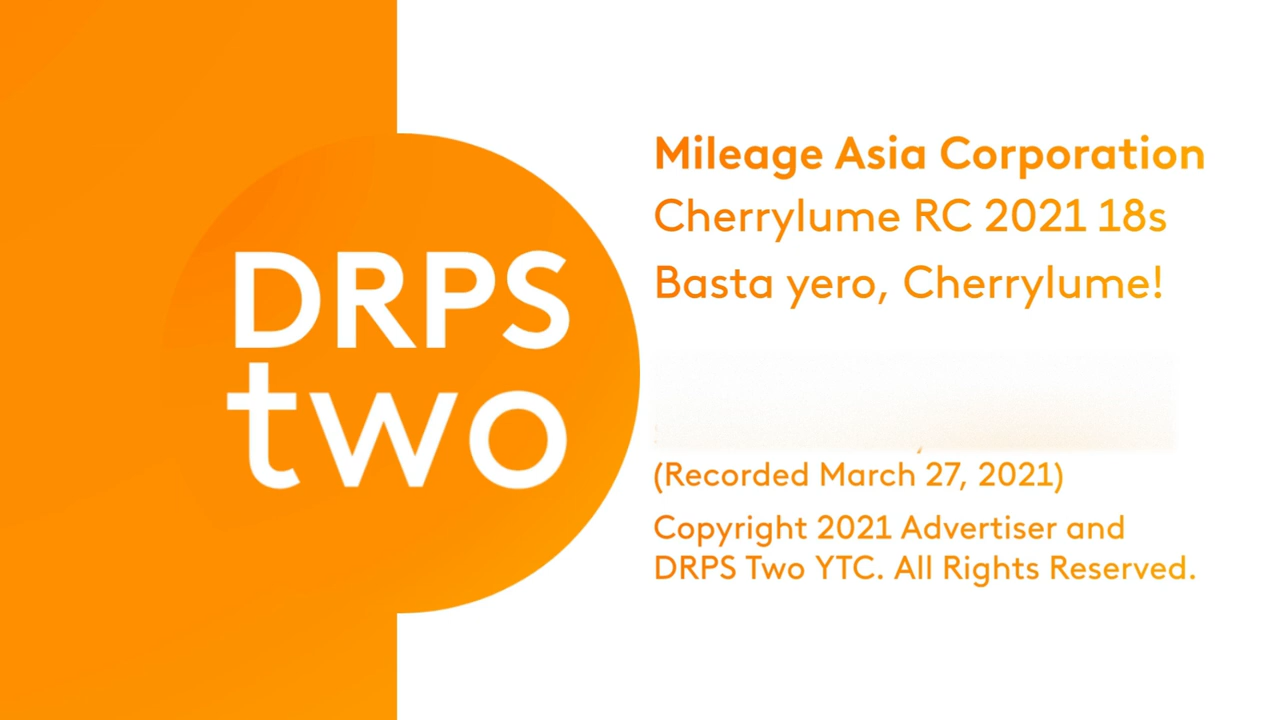 DRPS
two
Mileage Asia Corporation
Cherrylume RC 2021 18s
Basta yero, Cherrylume!
(Recorded March 27, 2021)
Copyright 2021 Advertiser and
DRPS Two YTC. All Rights Reserved.